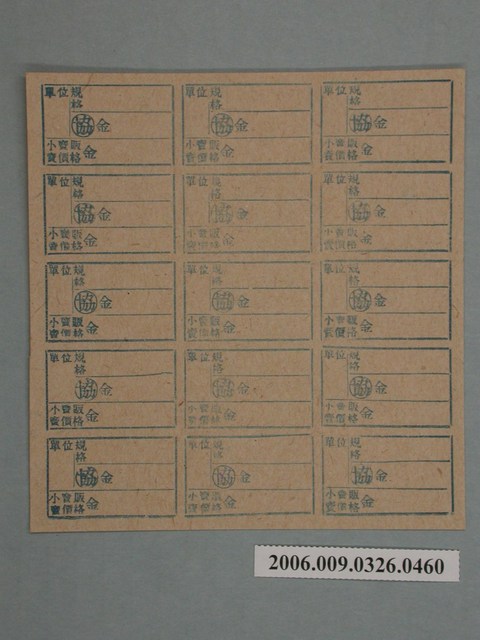 單位 規格
協 金
小賣販賣價格 金
單位 規格
協 金
小賣販賣價格 金
單位 規格
協 金
小賣販賣價格 金
單位 規格
協 金
小賣販賣價格 金
單位 規格
協 金
小賣販賣價格 金
單位 規格
協 金
小賣販賣價格 金
單位 規格
協 金
小賣販賣價格 金
單位 規格
協 金
小賣販賣價格 金
單位 規格
協 金
小賣販賣價格 金
單位 規格
協 金
小賣販賣價格 金
單位 規格
協 金
小賣販賣價格 金
單位 規格
協 金
小賣販賣價格 金
單位 規格
協 金
小賣販賣價格 金
單位 規格
協 金
小賣販賣價格 金
單位 規格
協 金
小賣販賣價格 金
2006.009.0326.0460